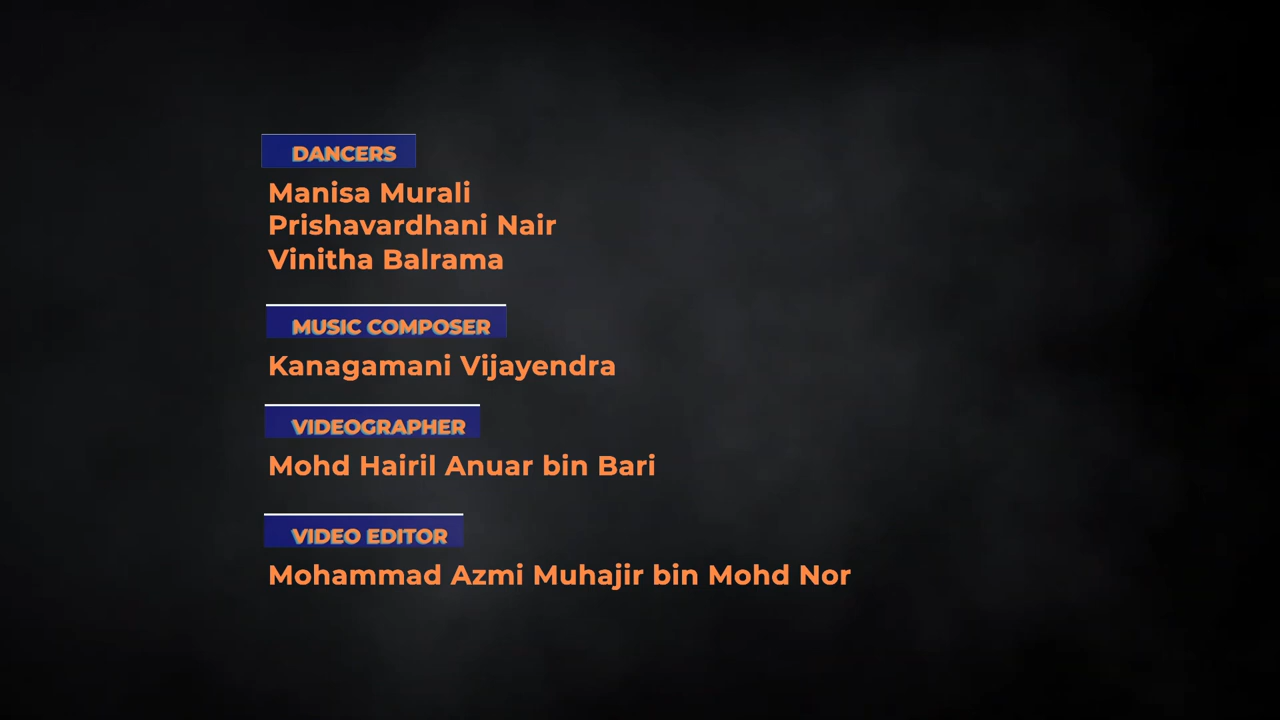 DANCERS
Manisa Murali
Prishavardhani Nair
Vinitha Balrama
MUSIC COMPOSER
Kanagamani Vijayendra
VIDEOGRAPHER
Mohd Hairil Anuar bin Bari
VIDEO EDITOR
Mohammad Azmi Muhajir bin Mohd Nor